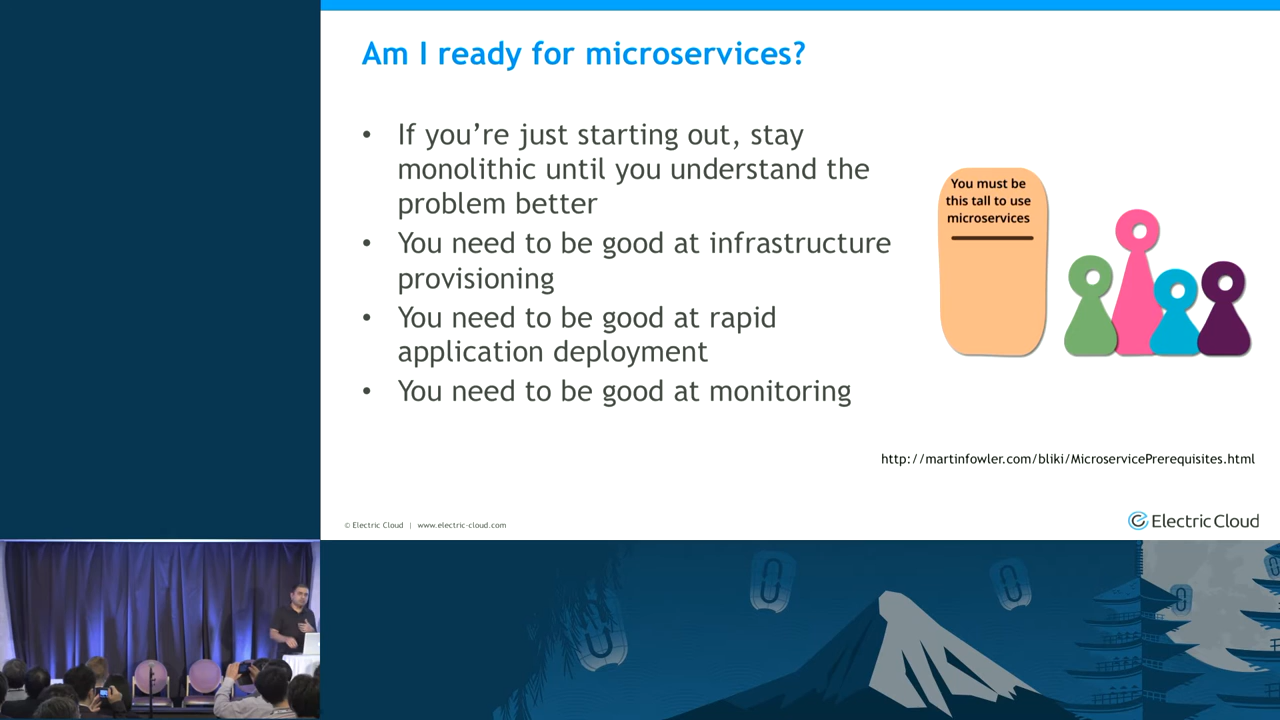 Am I ready for microservices?
• If you’re just starting out, stay
monolithic until you understand the
problem better
• You need to be good at infrastructure
provisioning
• You need to be good at rapid
application deployment
• You need to be good at monitoring
You must be
this tall to use
microservices
http://martinfowler.com/bliki/MicroservicePrerequisites.html
© Electric Cloud | www.electric-cloud.com
Electric Cloud